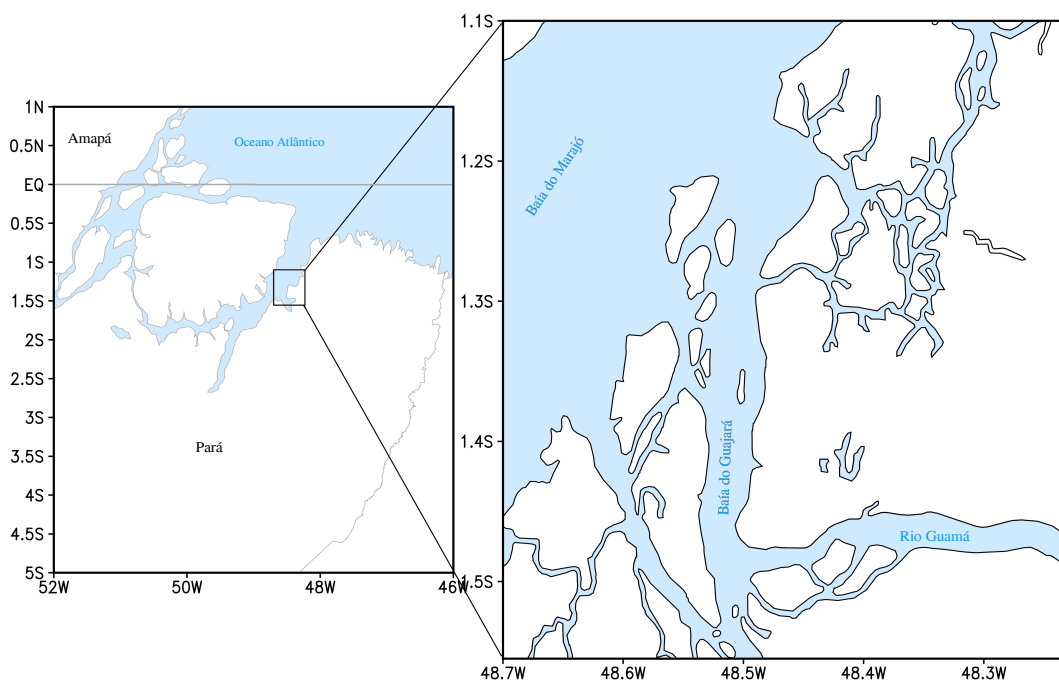 1N
Amapá
Oceano Atlântico
0.5N
EQ
0.5S
1S
1.5S
2S
2.5S
3S
Pará
3.5S
4S
4.5S
5S
52W
50W
48W
46W
1.1S
1.2S
Baía do Marajó
1.3S
1.4S
Baía do Guajará
Rio Guamá
1.5S
48.7W
48.6W
48.5W
48.4W
48.3W